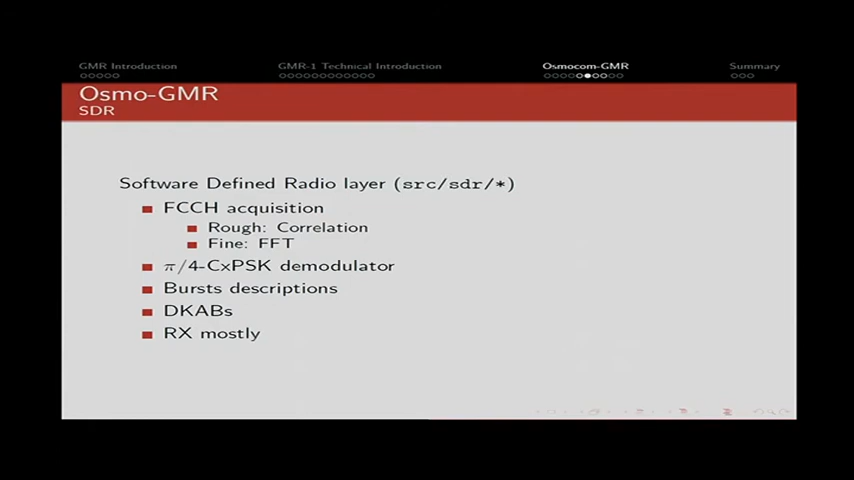 GMR Introduction
GMR-1 Technical Introduction
Osmocom-GMR
Summary
Osmo-GMR
SDR
Software Defined Radio layer (src/sdr/*)
FCCH acquisition
Rough: Correlation
Fine: FFT
π/4-CxPSK demodulator
Bursts descriptions
DKABs
RX mostly